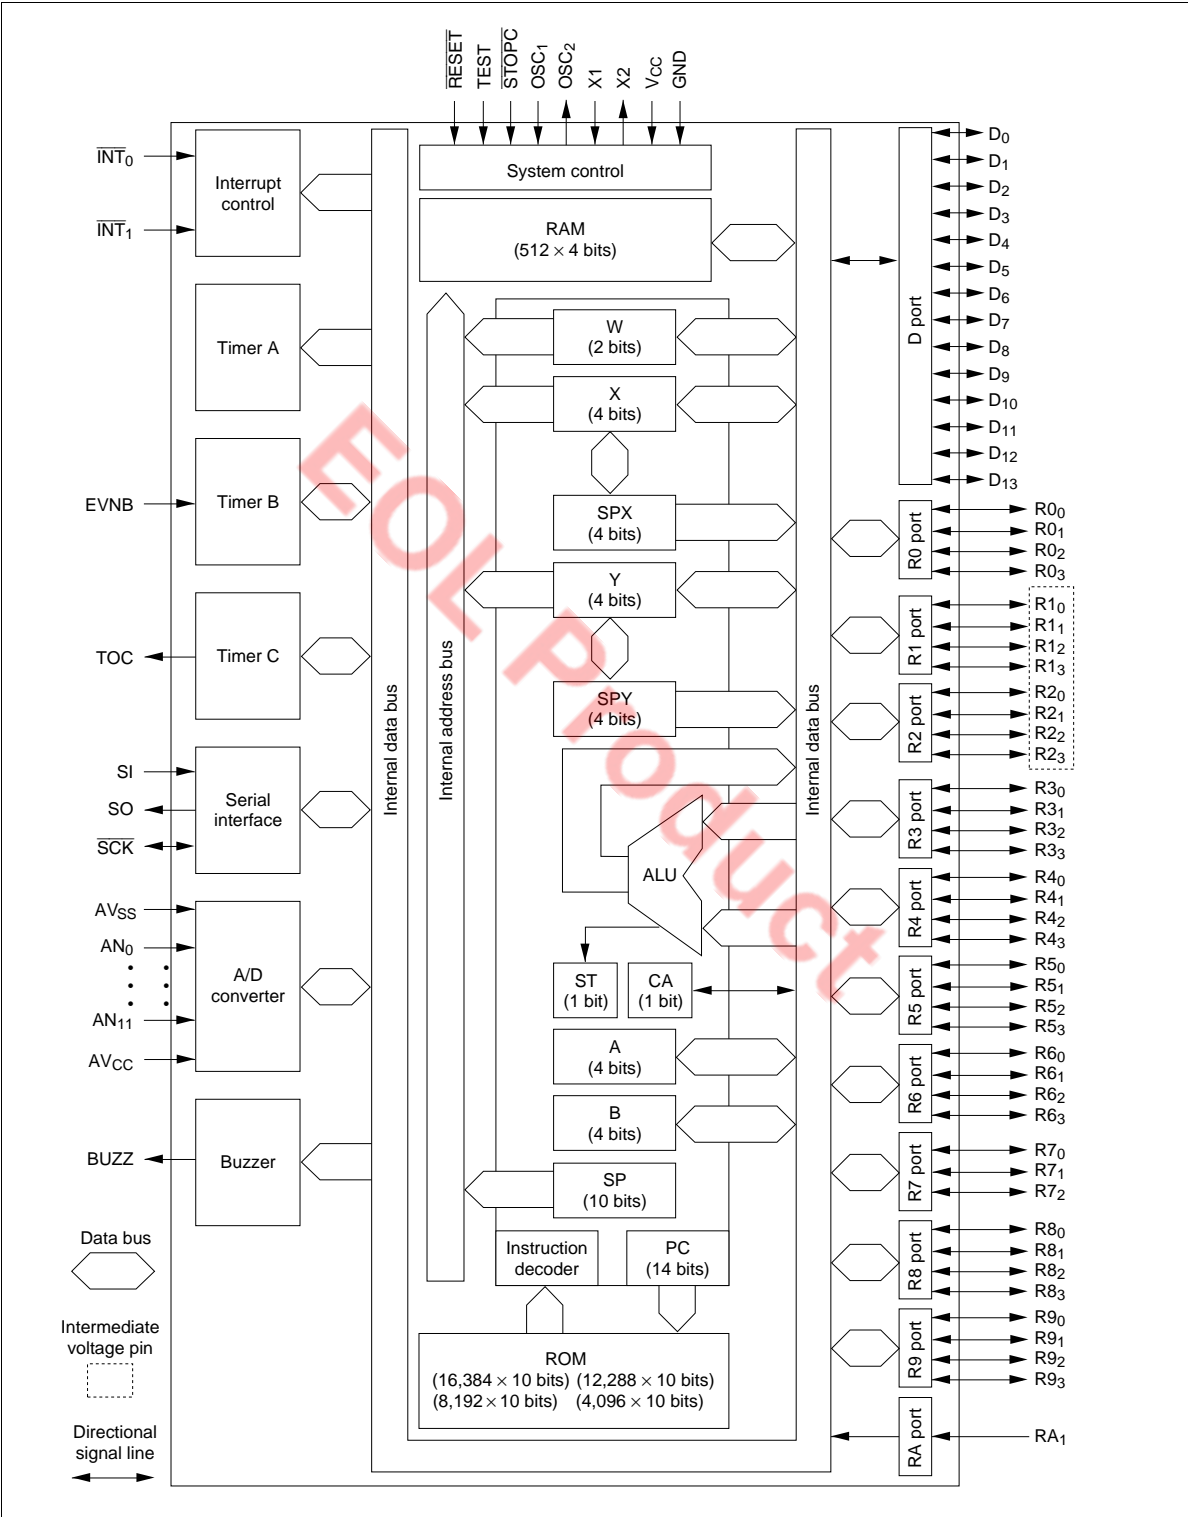 RESET
TEST
STOPC
OSC1
OSC2
X1
X2
VCC
GND
INT0
INT1
Interrupt
control
Timer A
EVNB
Timer B
TOC
Timer C
SI
SO
SCK
Serial
interface
AVSS
AN0
AN11
AVCC
A/D
converter
BUZZ
Buzzer
Data bus
Intermediate
voltage pin
Directional
signal line
Internal data bus
Internal address bus
System control
RAM
(512 × 4 bits)
W
(2 bits)
X
(4 bits)
SPX
(4 bits)
Y
(4 bits)
SPY
(4 bits)
ALU
ST
(1 bit)
CA
(1 bit)
A
(4 bits)
B
(4 bits)
SP
(10 bits)
Instruction
decoder
PC
(14 bits)
ROM
(16,384 × 10 bits) (12,288 × 10 bits)
(8,192 × 10 bits) (4,096 × 10 bits)
Internal data bus
D port
D0
D1
D2
D3
D4
D5
D6
D7
D8
D9
D10
D11
D12
D13
R0 port
R00
R01
R02
R03
R1 port
R10
R11
R12
R13
R2 port
R20
R21
R22
R23
R3 port
R30
R31
R32
R33
R4 port
R40
R41
R42
R43
R5 port
R50
R51
R52
R53
R6 port
R60
R61
R62
R63
R7 port
R70
R71
R72
R8 port
R80
R81
R82
R83
R9 port
R90
R91
R92
R93
RA port
RA1
EOL Product